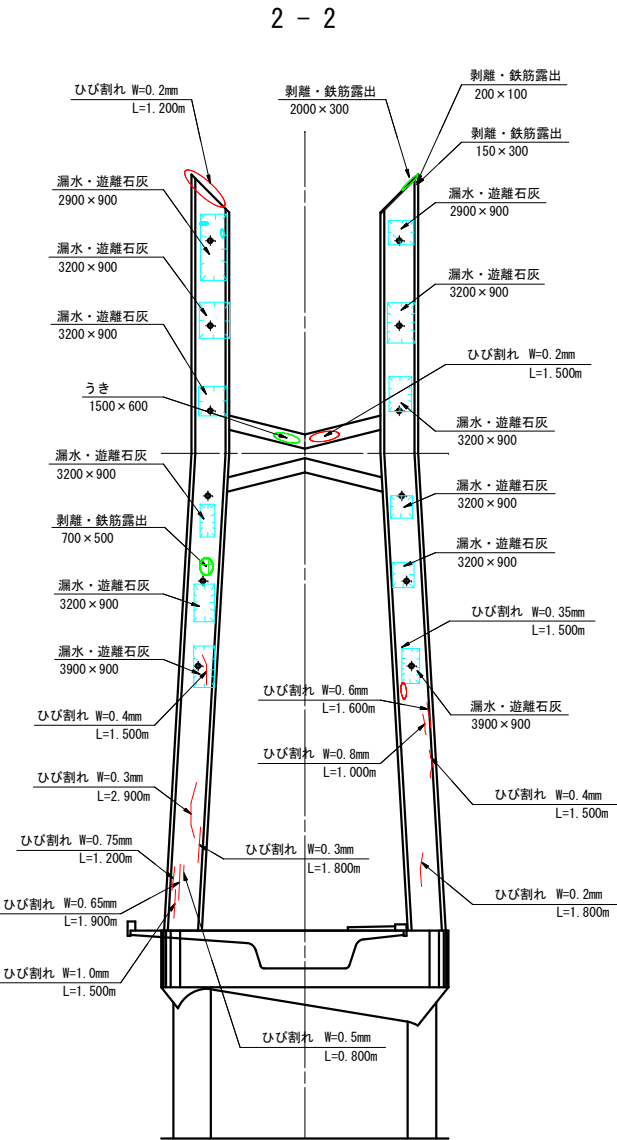 2 － 2
ひび割れ W=0.2mm
L=1.200m
剥離・鉄筋露出
2000×300
剥離・鉄筋露出
200×100
剥離・鉄筋露出
150×300
漏水・遊離石灰
2900×900
漏水・遊離石灰
3200×900
漏水・遊離石灰
3200×900
うき
1500×600
漏水・遊離石灰
3200×900
剥離・鉄筋露出
700×500
漏水・遊離石灰
3200×900
漏水・遊離石灰
3900×900
ひび割れ W=0.4mm
L=1.500m
ひび割れ W=0.3mm
L=2.900m
ひび割れ W=0.75mm
L=1.200m
ひび割れ W=0.65mm
L=1.900m
ひび割れ W=1.0mm
L=1.500m
ひび割れ W=0.3mm
L=1.800m
ひび割れ W=0.5mm
L=0.800m
漏水・遊離石灰
2900×900
漏水・遊離石灰
3200×900
ひび割れ W=0.2mm
L=1.500m
漏水・遊離石灰
3200×900
漏水・遊離石灰
3200×900
漏水・遊離石灰
3200×900
ひび割れ W=0.35mm
L=1.500m
ひび割れ W=0.6mm
L=1.600m
漏水・遊離石灰
3900×900
ひび割れ W=0.8mm
L=1.000m
ひび割れ W=0.4mm
L=1.500m
ひび割れ W=0.2mm
L=1.800m